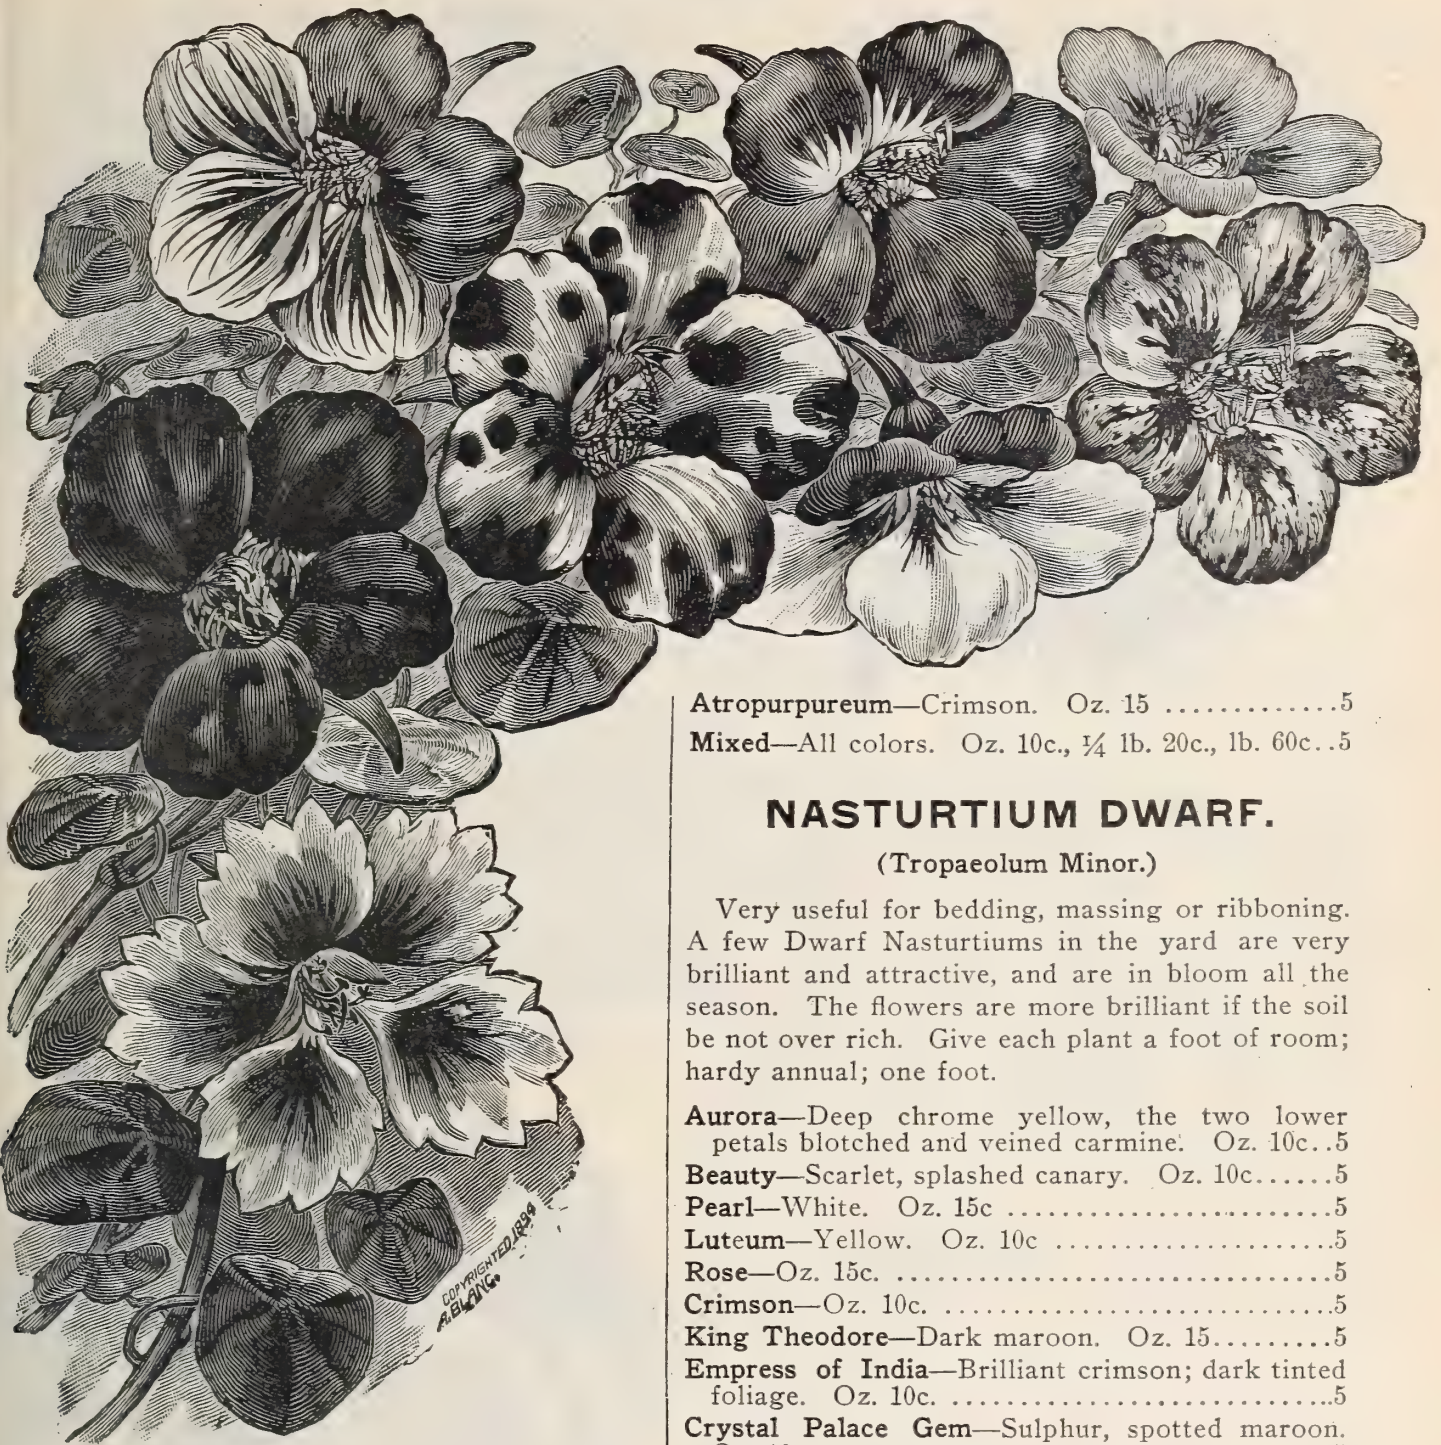 Atropurpureum—Crimson. Oz. 15 .............5
Mixed—All colors. Oz. 10c., ¼ lb. 20c., lb. 60c..5
NASTURTIUM DWARF.
(Tropaeolum Minor.)
Very useful for bedding, massing or ribboning.
A few Dwarf Nasturtiums in the yard are very
brilliant and attractive, and are in bloom all the
season. The flowers are more brilliant if the soil
be not over rich. Give each plant a foot of room;
hardy annual; one foot.
Aurora—Deep chrome yellow, the two lower
petals blotched and veined carmine. Oz. 10c..5
Beauty—Scarlet, splashed canary. Oz. 10c......5
Pearl—White. Oz. 15c .........................5
Luteum—Yellow. Oz. 10c ....................5
Rose—Oz. 15c. ...............................5
Crimson—Oz. 10c. ............................5
King Theodore—Dark maroon. Oz. 15.........5
Empress of India—Brilliant crimson; dark tinted
foliage. Oz. 10c. ...........................5
Crystal Palace Gem—Sulphur, spotted maroon.
COPYRIGHTED 1894
A. BLANC.